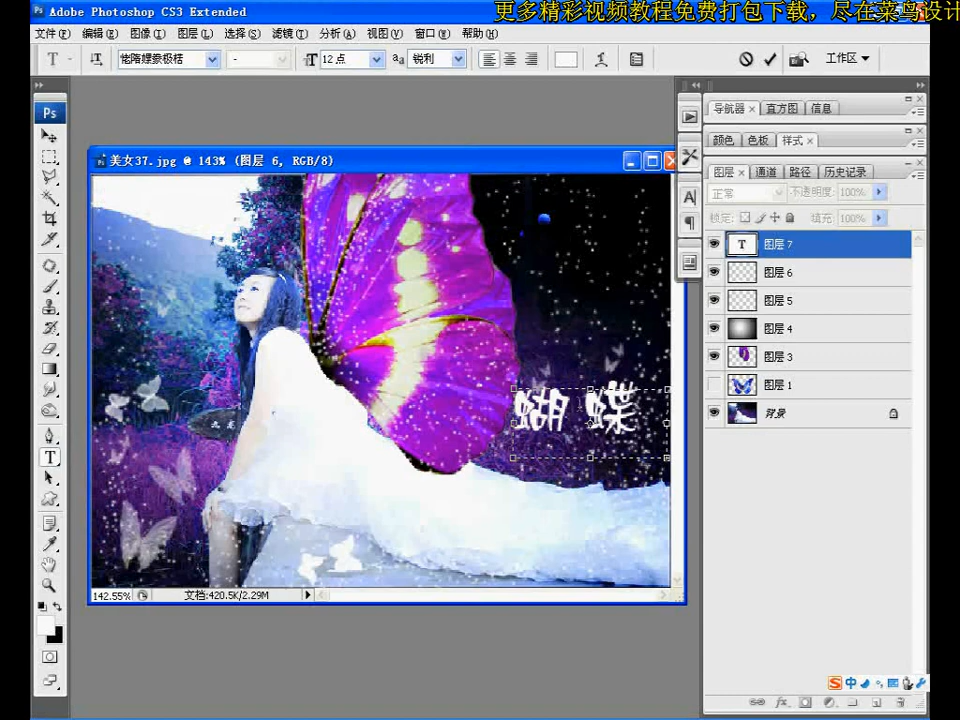 Adobe Photoshop CS3 Extended
更多精彩视频教程免费打包下载，尽在菜鸟设计
文件(F) 编辑(E) 图像(I) 图层(L) 选择(S) 滤镜(T) 分析(A) 视图(V) 窗口(W) 帮助(H)
12 点 锐利 工作区
美女37.jpg @ 143% (图层 6, RGB/8)
导航器 直方图 信息
颜色 色板 样式
图层 通道 路径 历史记录
正常 不透明度: 100%
锁定: 填充: 100%
图层 7
图层 6
图层 5
图层 4
图层 3
图层 1
背景
蝴 蝶
142.55% 文档:420.5K/2.29M
中